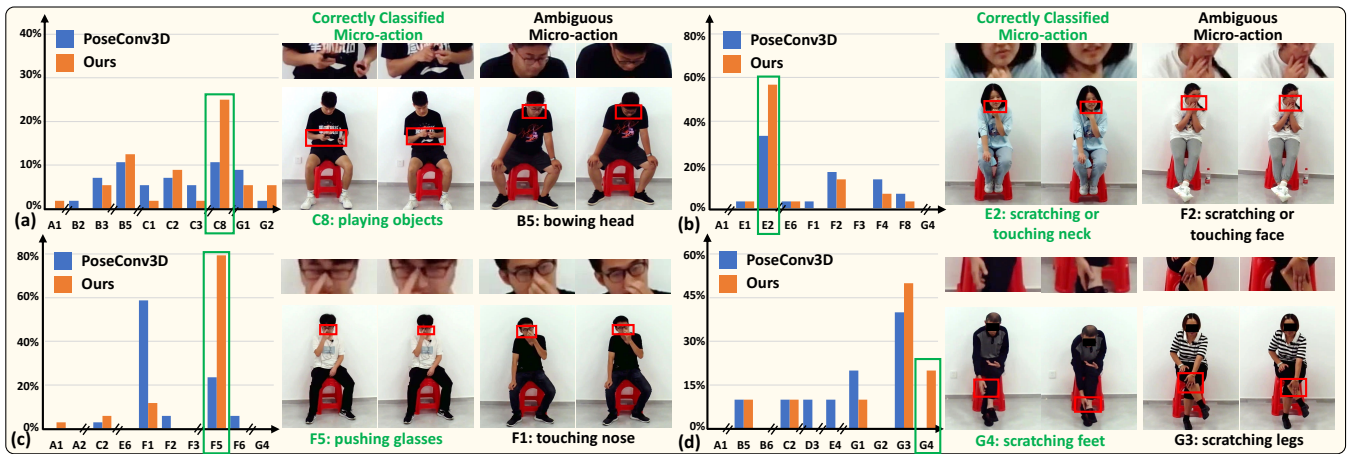 40%
30%
20%
10%
0%
PoseConv3D
Ours
(a)
A1 B2 B3 B5 C1 C2 C3 C8 G1 G2
Correctly Classified
Micro-action
Ambiguous
Micro-action
C8: playing objects
B5: bowing head
80%
60%
40%
20%
0%
PoseConv3D
Ours
(b)
A1 E1 E2 E6 F1 F2 F3 F4 F8 G4
Correctly Classified
Micro-action
Ambiguous
Micro-action
E2: scratching or
touching neck
F2: scratching or
touching face
80%
60%
40%
20%
0%
PoseConv3D
Ours
(c)
A1 A2 C2 E6 F1 F2 F3 F5 F6 G4
F5: pushing glasses
F1: touching nose
45%
60%
30%
15%
0%
PoseConv3D
Ours
(d)
A1 B5 B6 C2 D3 E4 G1 G2 G3 G4
G4: scratching feet
G3: scratching legs